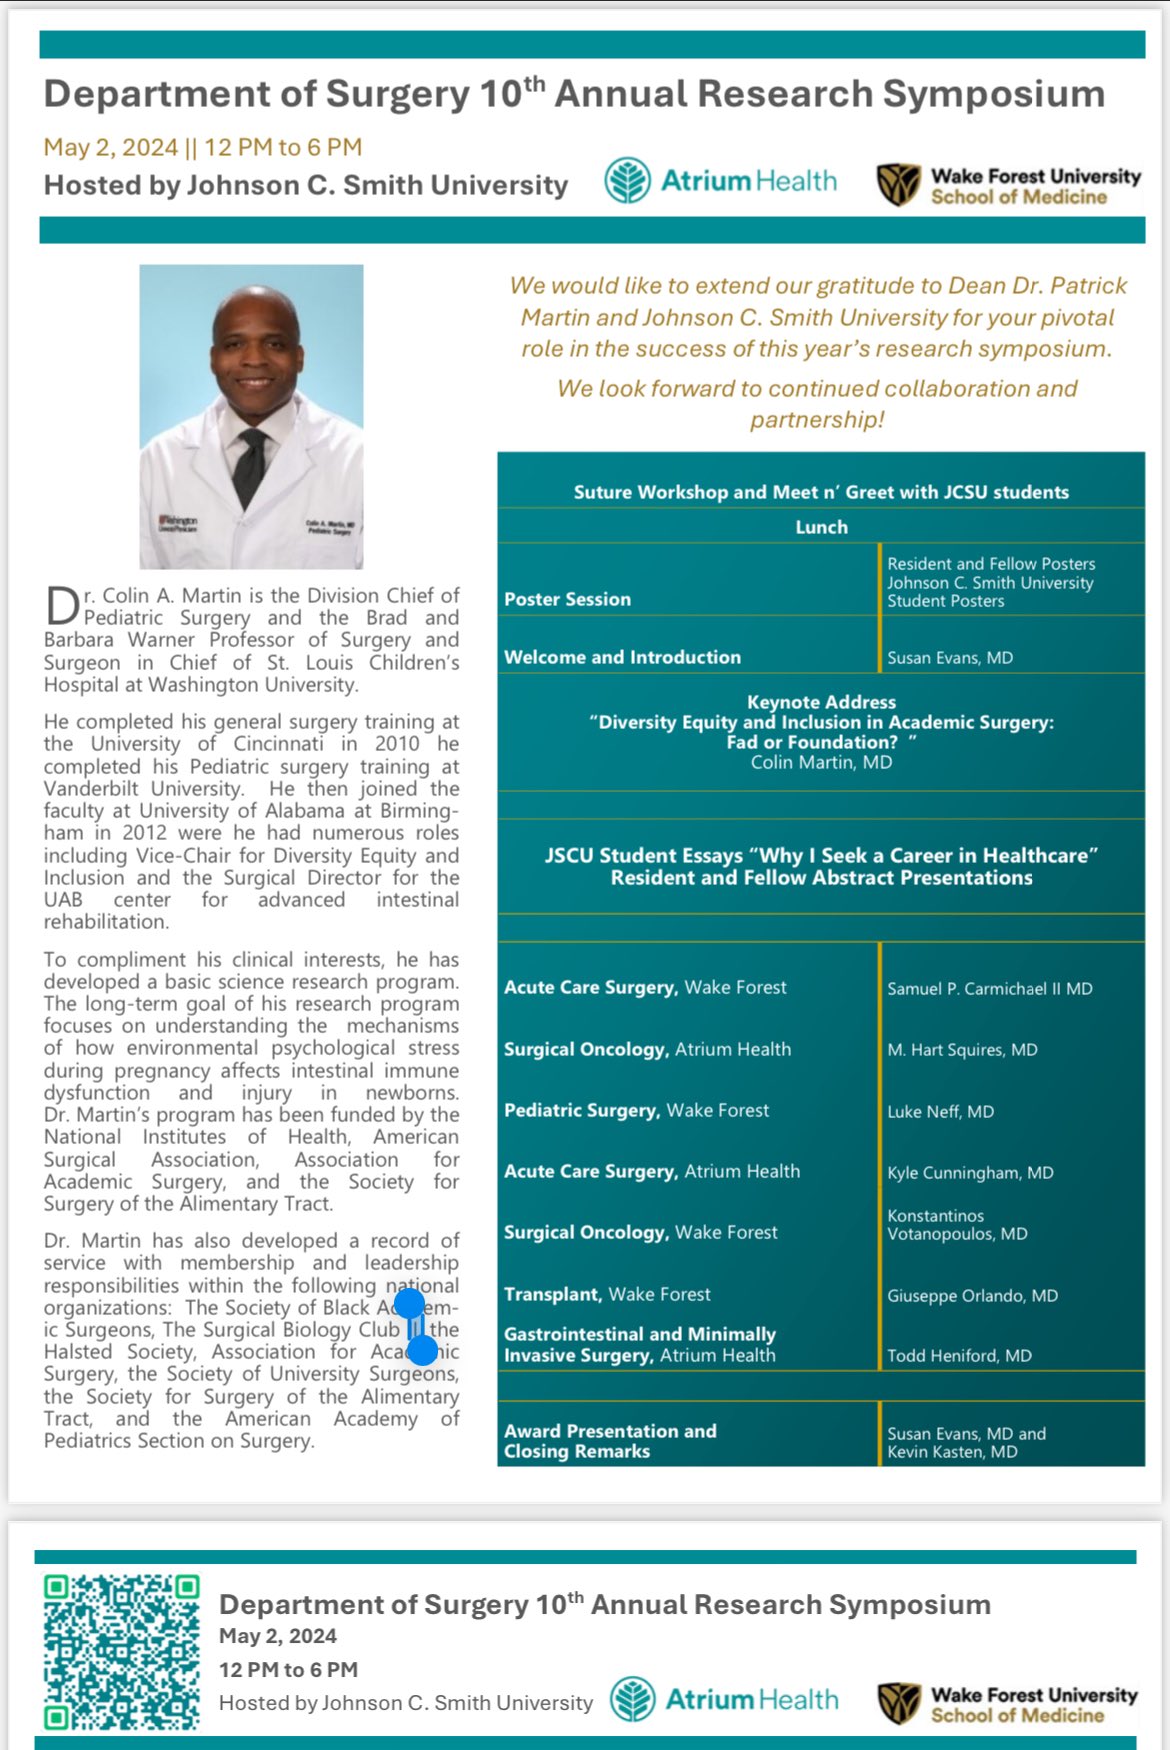 Department of Surgery 10th Annual Research Symposium
May 2, 2024 || 12 PM to 6 PM
Hosted by Johnson C. Smith University
Atrium Health
Wake Forest University
School of Medicine
Washington
University Physicians
Colin A. Martin, MD
Pediatric Surgery
Dr. Colin A. Martin is the Division Chief of
Pediatric Surgery and the Brad and
Barbara Warner Professor of Surgery and
Surgeon in Chief of St. Louis Children's
Hospital at Washington University.
He completed his general surgery training at
the University of Cincinnati in 2010 he
completed his Pediatric surgery training at
Vanderbilt University. He then joined the
faculty at University of Alabama at Birming-
ham in 2012 were he had numerous roles
including Vice-Chair for Diversity Equity and
Inclusion and the Surgical Director for the
UAB center for advanced intestinal
rehabilitation.
To compliment his clinical interests, he has
developed a basic science research program.
The long-term goal of his research program
focuses on understanding the mechanisms
of how environmental psychological stress
during pregnancy affects intestinal immune
dysfunction and injury in newborns.
Dr. Martin's program has been funded by the
National Institutes of Health, American
Surgical Association, Association for
Academic Surgery, and the Society for
Surgery of the Alimentary Tract.
Dr. Martin has also developed a record of
service with membership and leadership
responsibilities within the following national
organizations: The Society of Black Academ-
ic Surgeons, The Surgical Biology Club II, the
Halsted Society, Association for Academic
Surgery, the Society of University Surgeons,
the Society for Surgery of the Alimentary
Tract, and the American Academy of
Pediatrics Section on Surgery.
We would like to extend our gratitude to Dean Dr. Patrick
Martin and Johnson C. Smith University for your pivotal
role in the success of this year's research symposium.
We look forward to continued collaboration and
partnership!
Suture Workshop and Meet n' Greet with JCSU students
Lunch
Poster Session
Resident and Fellow Posters
Johnson C. Smith University
Student Posters
Welcome and Introduction
Susan Evans, MD
Keynote Address
"Diversity Equity and Inclusion in Academic Surgery:
Fad or Foundation? "
Colin Martin, MD
JSCU Student Essays "Why I Seek a Career in Healthcare"
Resident and Fellow Abstract Presentations
Acute Care Surgery, Wake Forest
Samuel P. Carmichael II MD
Surgical Oncology, Atrium Health
M. Hart Squires, MD
Pediatric Surgery, Wake Forest
Luke Neff, MD
Acute Care Surgery, Atrium Health
Kyle Cunningham, MD
Surgical Oncology, Wake Forest
Konstantinos
Votanopoulos, MD
Transplant, Wake Forest
Giuseppe Orlando, MD
Gastrointestinal and Minimally
Invasive Surgery, Atrium Health
Todd Heniford, MD
Award Presentation and
Closing Remarks
Susan Evans, MD and
Kevin Kasten, MD
Department of Surgery 10th Annual Research Symposium
May 2, 2024
12 PM to 6 PM
Hosted by Johnson C. Smith University
Atrium Health
Wake Forest University
School of Medicine